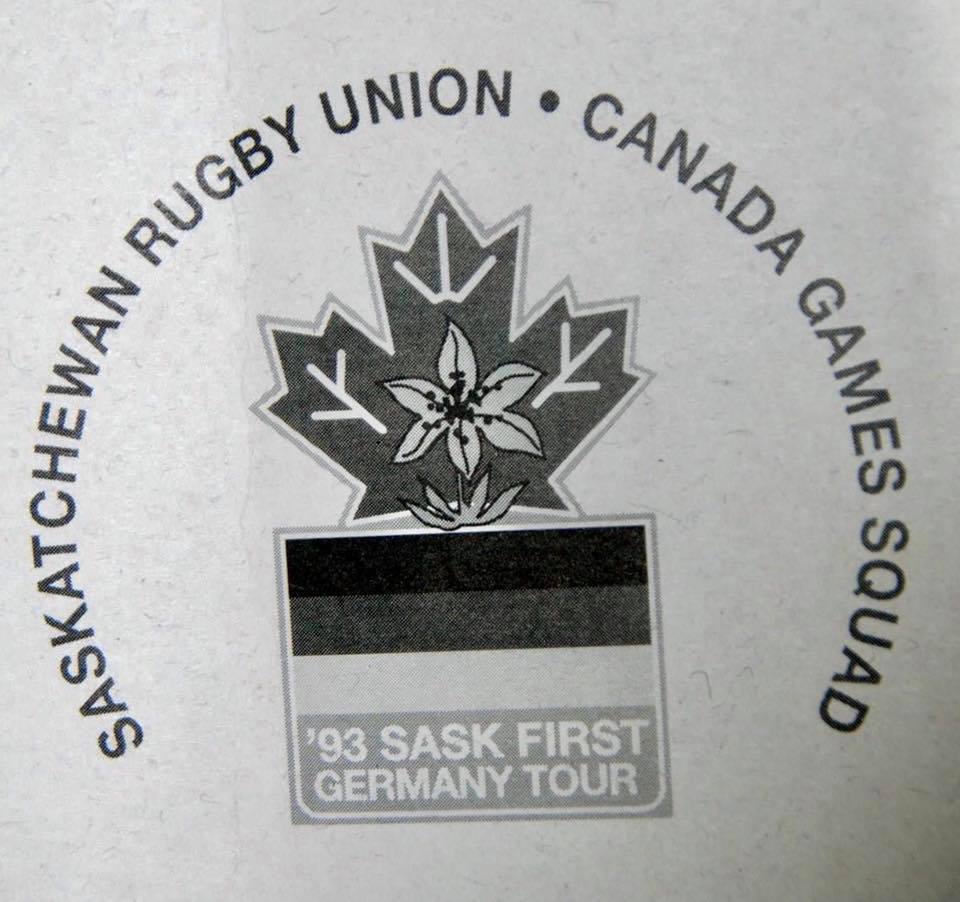 SASKATCHEWAN RUGBY UNION • CANADA GAMES SQUAD
'93 SASK FIRST
GERMANY TOUR